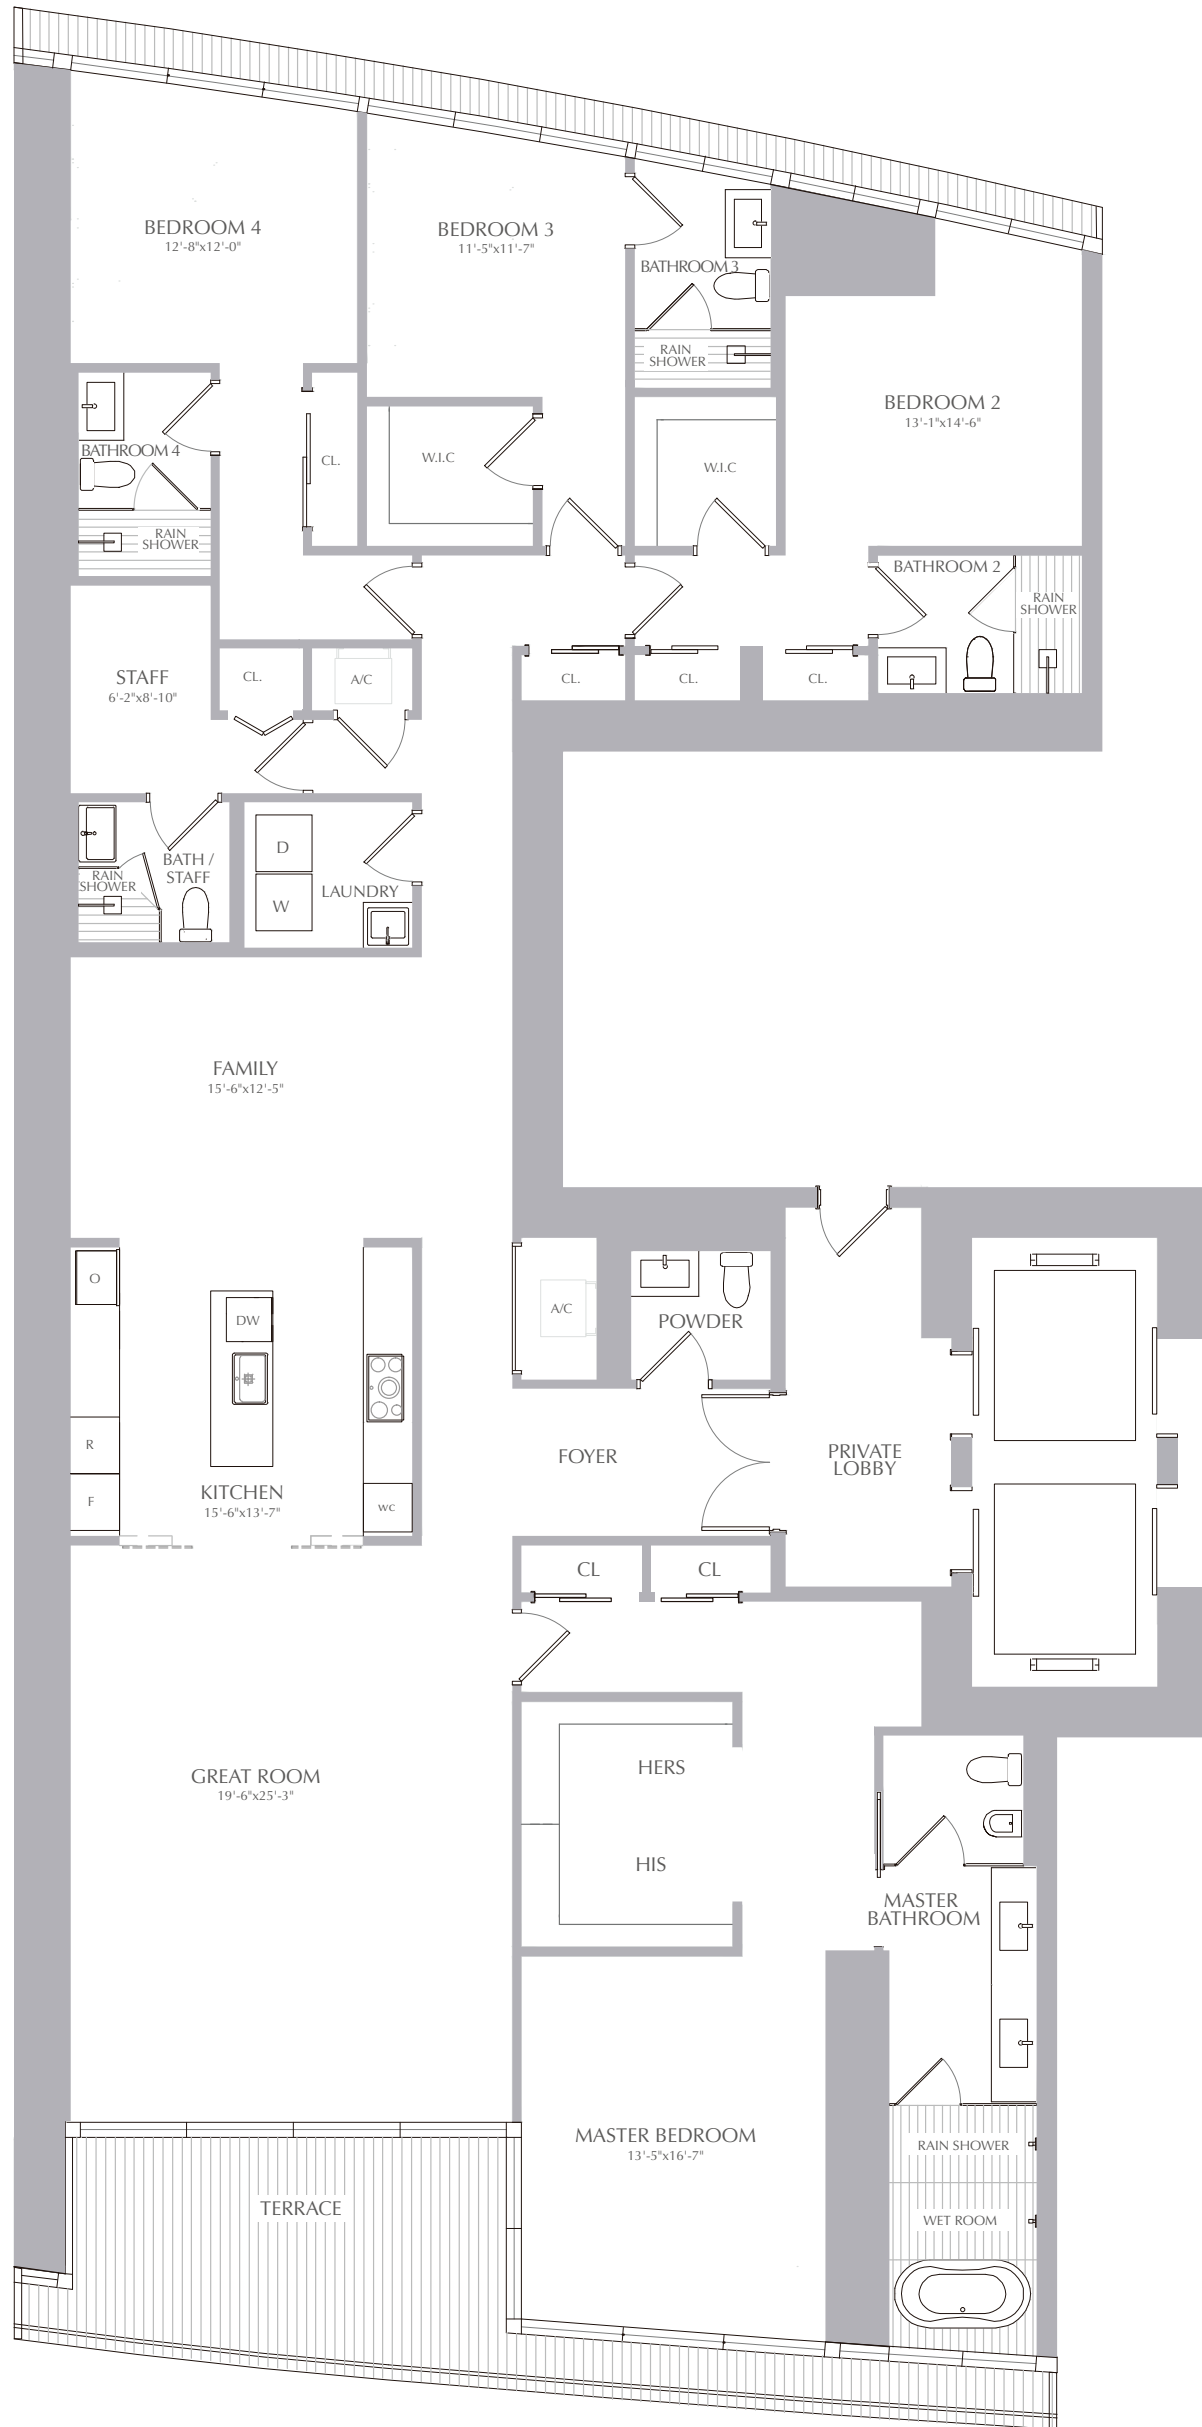 BEDROOM 4
12'-8"x12'-0"
BEDROOM 3
11'-5"x11'-7"
BATHROOM 3
RAIN
SHOWER
BEDROOM 2
13'-1"x14'-6"
BATHROOM 4
CL.
W.I.C
W.I.C
RAIN
SHOWER
BATHROOM 2
RAIN
SHOWER
STAFF
6'-2"x8'-10"
CL.
A/C
CL.
CL.
CL.
BATH /
STAFF
RAIN
SHOWER
D
W
LAUNDRY
FAMILY
15'-6"x12'-5"
O
DW
A/C
POWDER
R
F
KITCHEN
15'-6"x13'-7"
wc
FOYER
PRIVATE
LOBBY
CL
CL
GREAT ROOM
19'-6"x25'-3"
HERS
HIS
MASTER
BATHROOM
MASTER BEDROOM
13'-5"x16'-7"
RAIN SHOWER
WET ROOM
TERRACE